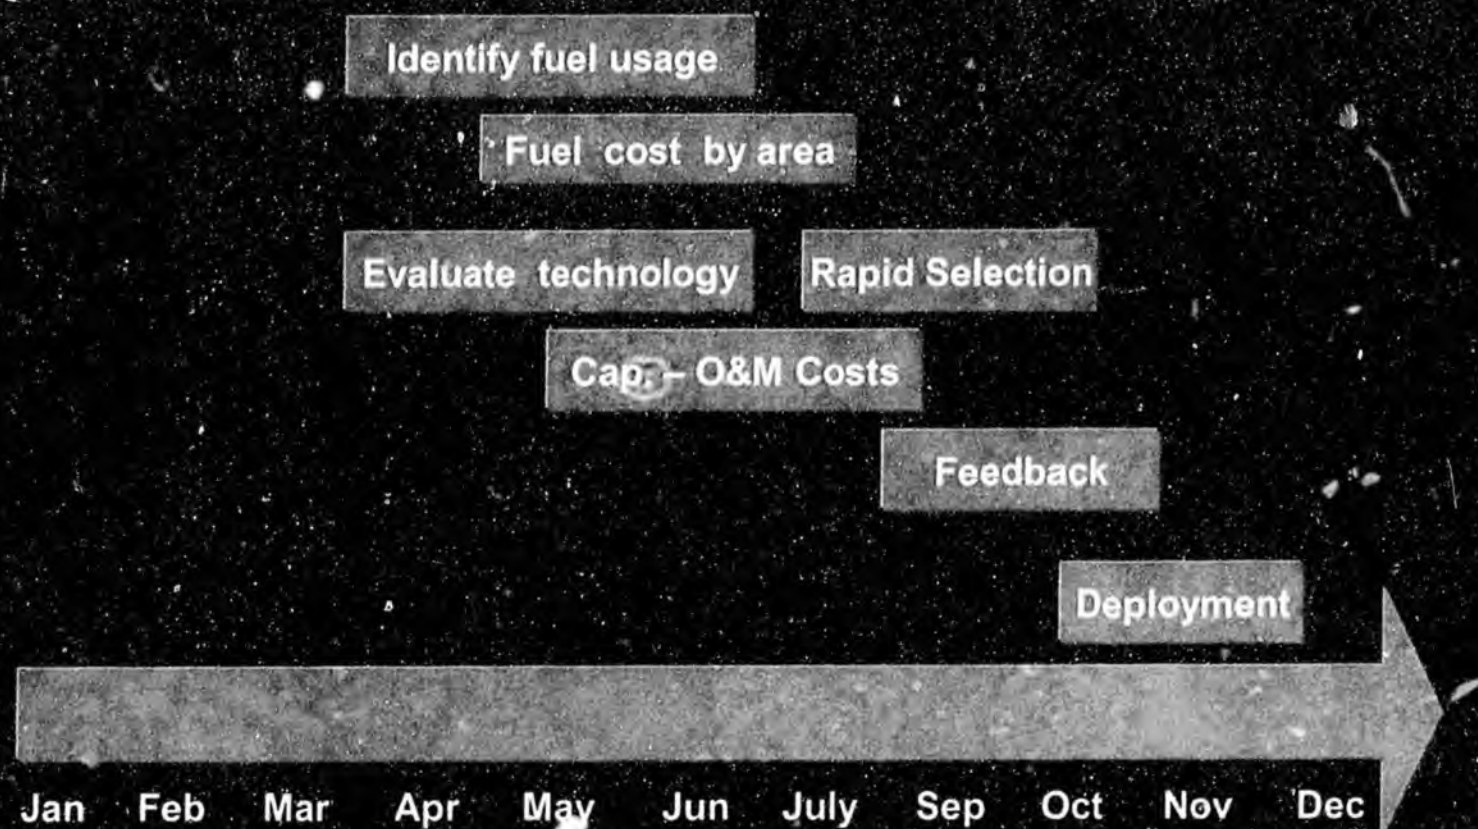 Identify fuel usage
Fuel cost by area
Evaluate technology
Rapid Selection
Cap. – O&M Costs
Feedback
Deployment
Jan Feb Mar Apr May Jun July Sep Oct Nov Dec